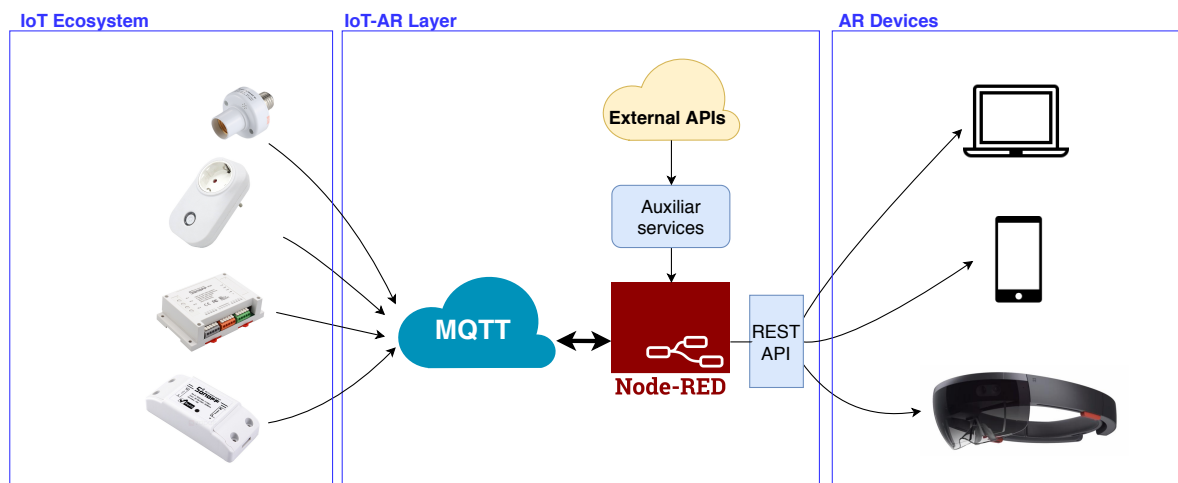 IoT Ecosystem
IoT-AR Layer
AR Devices
External APIs
Auxiliar
services
MQTT
REST
API
Node-RED